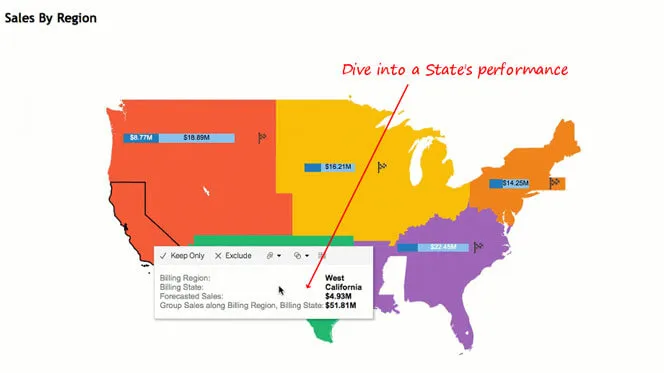 Sales By Region
Dive into a State's performance
$8.77M $18.89M
$16.21M
$14.25M
$22.45M
Keep Only Exclude
Billing Region: West
Billing State: California
Forecasted Sales: $4.93M
Group Sales along Billing Region, Billing State: $51.81M